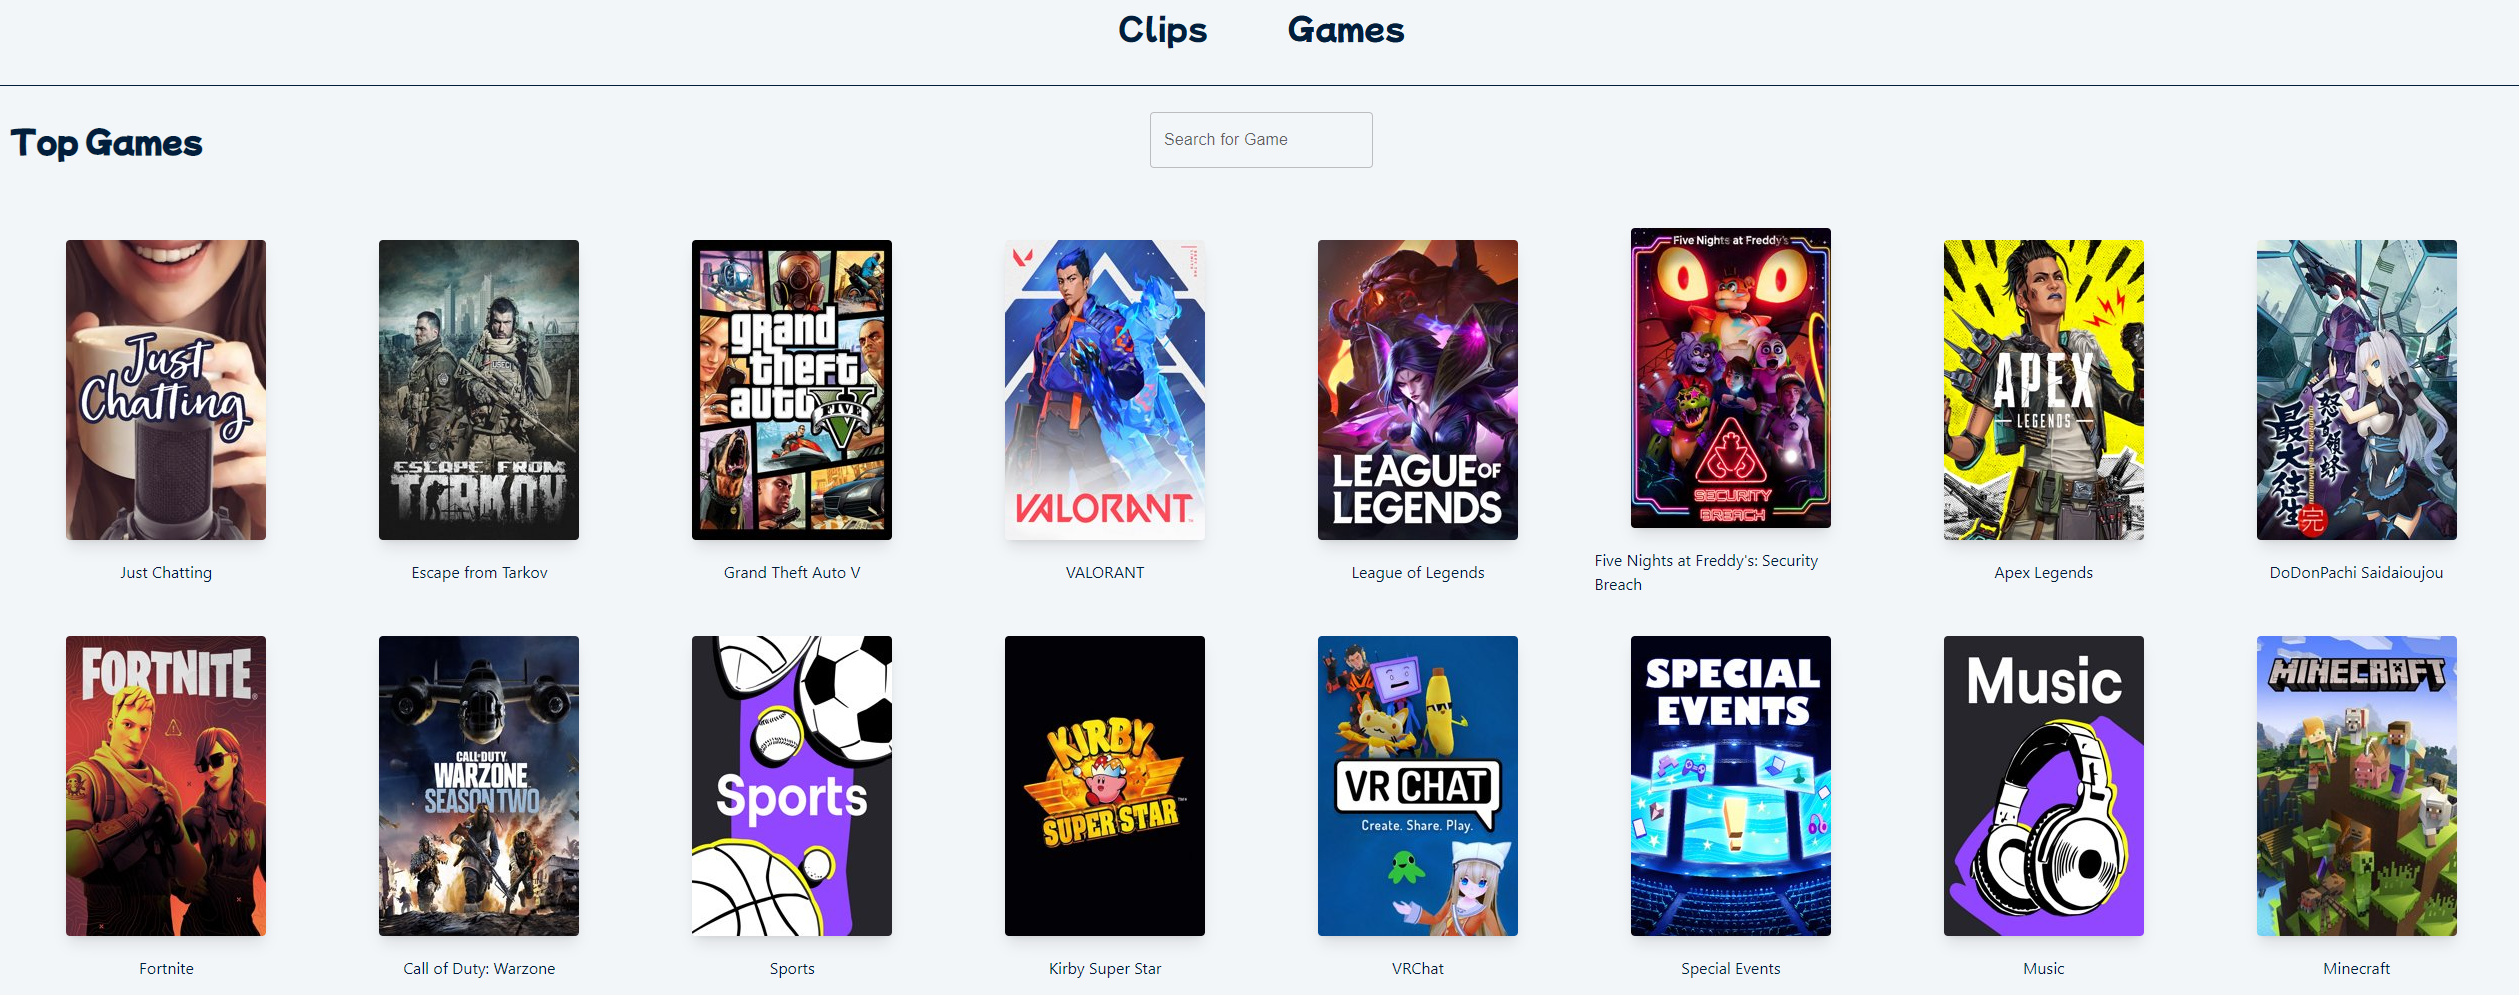 Clips Games
Top Games
Search for Game
Just
Chatting
USEC
ESCAPE FROM
TARKOV
grand
theft
auto
FIVE
V
VALORANT
LEAGUE OF
LEGENDS
Five Nights at Freddy's
SECURITY
BREACH
APEX
LEGENDS
怒首領蜂
最大往生
完
Just Chatting
Escape from Tarkov
Grand Theft Auto V
VALORANT
League of Legends
Five Nights at Freddy's: Security
Breach
Apex Legends
DoDonPachi Saidaioujou
FORTNITE
CALL OF DUTY
WARZONE
SEASON TWO
Sports
KIRBY
SUPER STAR
VRCHAT
Create. Share. Play.
SPECIAL
EVENTS
Music
MINECRAFT
Fortnite
Call of Duty: Warzone
Sports
Kirby Super Star
VRChat
Special Events
Music
Minecraft